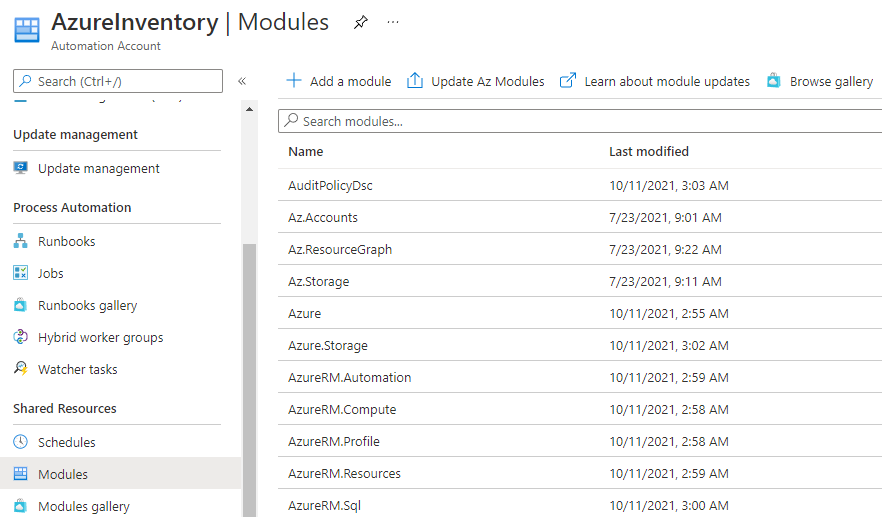 AzureInventory | Modules
Automation Account
Search (Ctrl+/)
Update management
Update management
Process Automation
Runbooks
Jobs
Runbooks gallery
Hybrid worker groups
Watcher tasks
Shared Resources
Schedules
Modules
Modules gallery
Add a module Update Az Modules Learn about module updates Browse gallery
Search modules...
Name Last modified
AuditPolicyDsc 10/11/2021, 3:03 AM
Az.Accounts 7/23/2021, 9:01 AM
Az.ResourceGraph 7/23/2021, 9:22 AM
Az.Storage 7/23/2021, 9:11 AM
Azure 10/11/2021, 2:55 AM
Azure.Storage 10/11/2021, 3:02 AM
AzureRM.Automation 10/11/2021, 2:59 AM
AzureRM.Compute 10/11/2021, 2:58 AM
AzureRM.Profile 10/11/2021, 2:58 AM
AzureRM.Resources 10/11/2021, 2:59 AM
AzureRM.Sql 10/11/2021, 3:00 AM